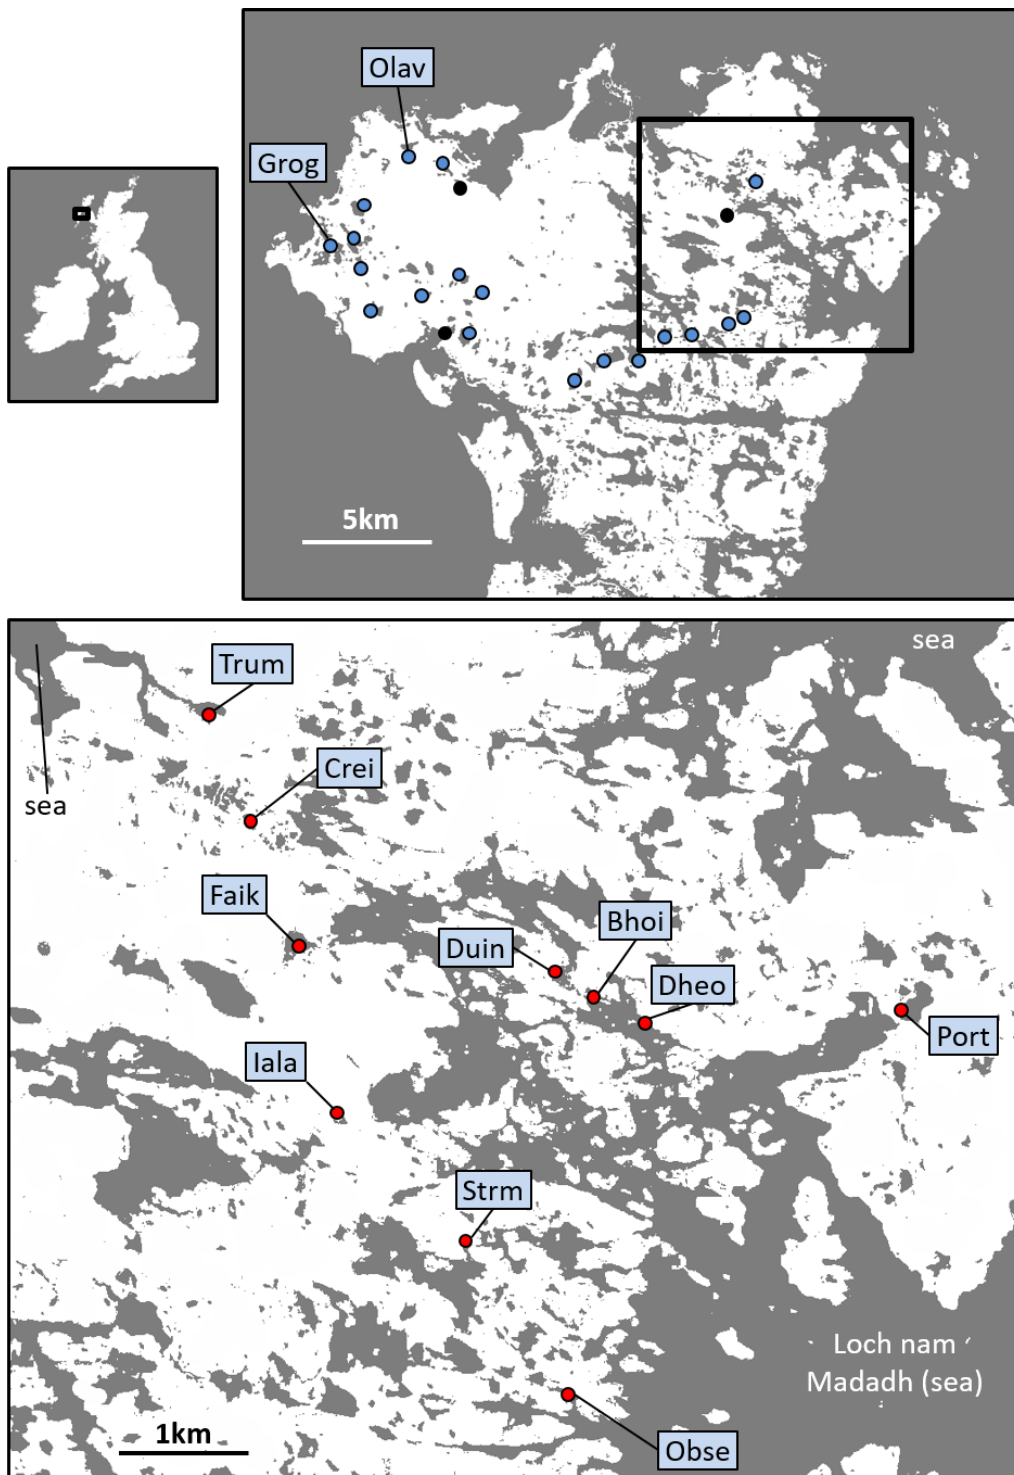 Olav
Grog
5km
sea
Trum
Crei
sea
Faik
Bhoi
Duin
Dheo
Port
Iala
Strm
Loch nam
Madadh (sea)
1km
Obse